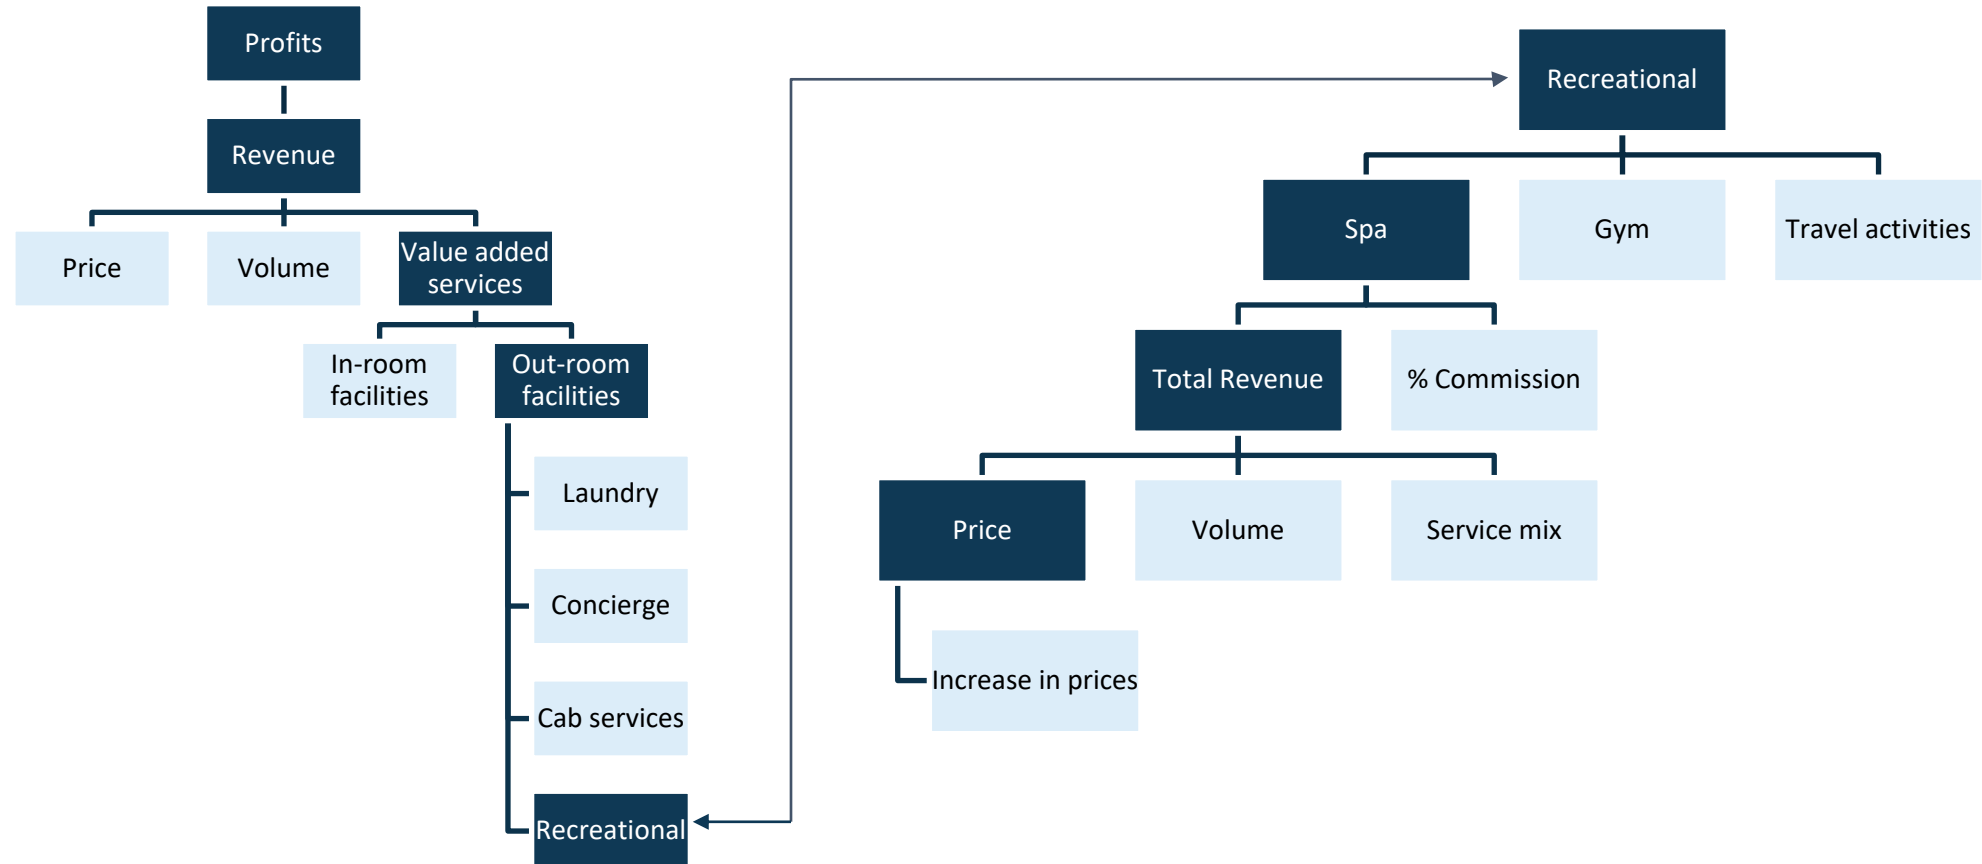 Profits
Revenue
Price
Volume
Value added
services
In-room
facilities
Out-room
facilities
Laundry
Concierge
Cab services
Recreational
Recreational
Spa
Gym
Travel activities
Total Revenue
% Commission
Price
Volume
Service mix
Increase in prices